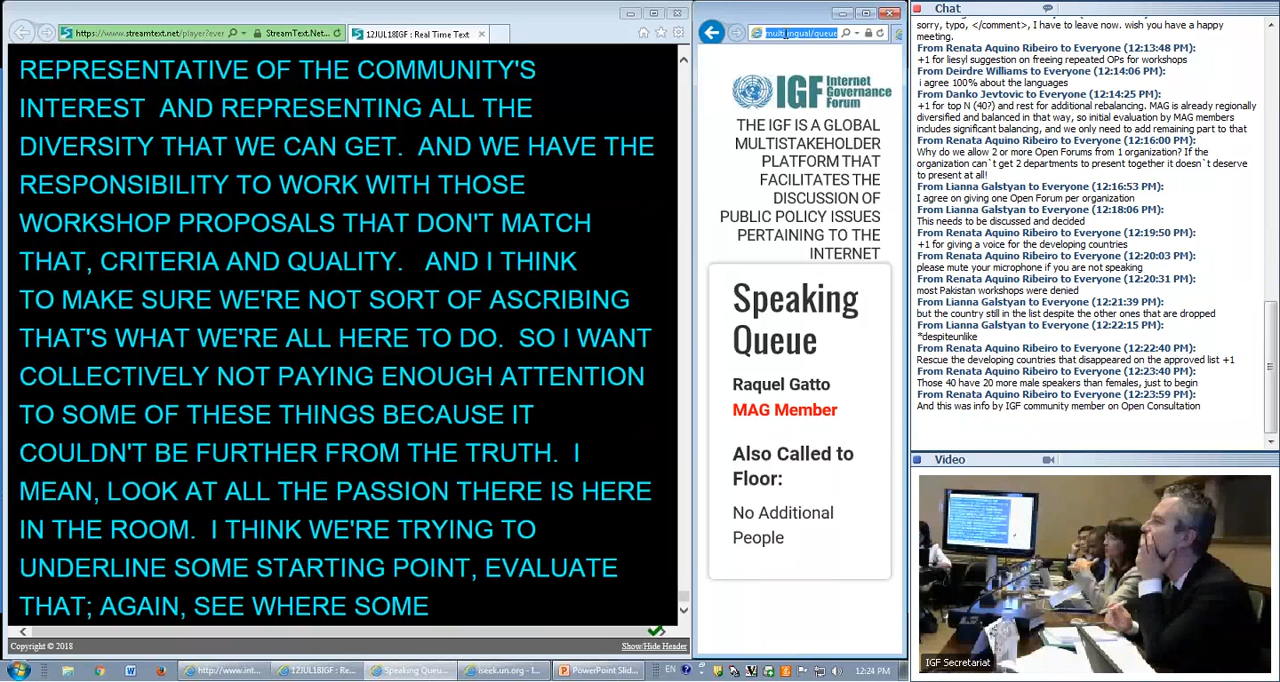 https://www.streamtext.net/player?ever
StreamText.Net...
12JUL18IGF : Real Time Text
REPRESENTATIVE OF THE COMMUNITY'S
INTEREST  AND REPRESENTING ALL THE
DIVERSITY THAT WE CAN GET.  AND WE HAVE THE
RESPONSIBILITY TO WORK WITH THOSE
WORKSHOP PROPOSALS THAT DON'T MATCH
THAT, CRITERIA AND QUALITY.   AND I THINK
TO MAKE SURE WE'RE NOT SORT OF ASCRIBING
THAT'S WHAT WE'RE ALL HERE TO DO.  SO I WANT
COLLECTIVELY NOT PAYING ENOUGH ATTENTION
TO SOME OF THESE THINGS BECAUSE IT
COULDN'T BE FURTHER FROM THE TRUTH.  I
MEAN, LOOK AT ALL THE PASSION THERE IS HERE
IN THE ROOM.  I THINK WE'RE TRYING TO
UNDERLINE SOME STARTING POINT, EVALUATE
THAT; AGAIN, SEE WHERE SOME
Copyright © 2018
Show/Hide Header
multilingual/queue
IGF Internet
Governance
Forum
THE IGF IS A GLOBAL
MULTISTAKEHOLDER
PLATFORM THAT
FACILITATES THE
DISCUSSION OF
PUBLIC POLICY ISSUES
PERTAINING TO THE
INTERNET
Speaking
Queue
Raquel Gatto
MAG Member
Also Called to
Floor:
No Additional
People
Chat
sorry, typo, </comment>, I have to leave now. wish you have a happy
meeting.
From Renata Aquino Ribeiro to Everyone (12:13:48 PM):
+1 for liesyl suggestion on freeing repeated OPs for workshops
From Deirdre Williams to Everyone (12:14:06 PM):
i agree 100% about the languages
From Danko Jevtovic to Everyone (12:14:25 PM):
+1 for top N (40?) and rest for additional rebalancing. MAG is already regionally
diversified and balanced in that way, so initial evaluation by MAG members
includes significant balancing, and we only need to add remaining part to that
From Renata Aquino Ribeiro to Everyone (12:16:00 PM):
Why do we allow 2 or more Open Forums from 1 organization? If the
organization can`t get 2 departments to present together it doesn`t deserve
to present at all!
From Lianna Galstyan to Everyone (12:16:53 PM):
I agree on giving one Open Forum per organization
From Lianna Galstyan to Everyone (12:18:06 PM):
This needs to be discussed and decided
From Renata Aquino Ribeiro to Everyone (12:19:50 PM):
+1 for giving a voice for the developing countries
From Renata Aquino Ribeiro to Everyone (12:20:03 PM):
please mute your microphone if you are not speaking
From Renata Aquino Ribeiro to Everyone (12:20:31 PM):
most Pakistan workshops were denied
From Lianna Galstyan to Everyone (12:21:39 PM):
but the country still in the list despite the other ones that are dropped
From Lianna Galstyan to Everyone (12:22:15 PM):
*despiteunlike
From Renata Aquino Ribeiro to Everyone (12:22:40 PM):
Rescue the developing countries that disappeared on the approved list +1
From Renata Aquino Ribeiro to Everyone (12:23:40 PM):
Those 40 have 20 more male speakers than females, just to begin
From Renata Aquino Ribeiro to Everyone (12:23:59 PM):
And this was info by IGF community member on Open Consultation
Video
IGF Secretariat
http://www.int...
12JUL18IGF : Re...
Speaking Queu...
iseek.un.org - I...
PowerPoint Slid...
EN
12:24 PM